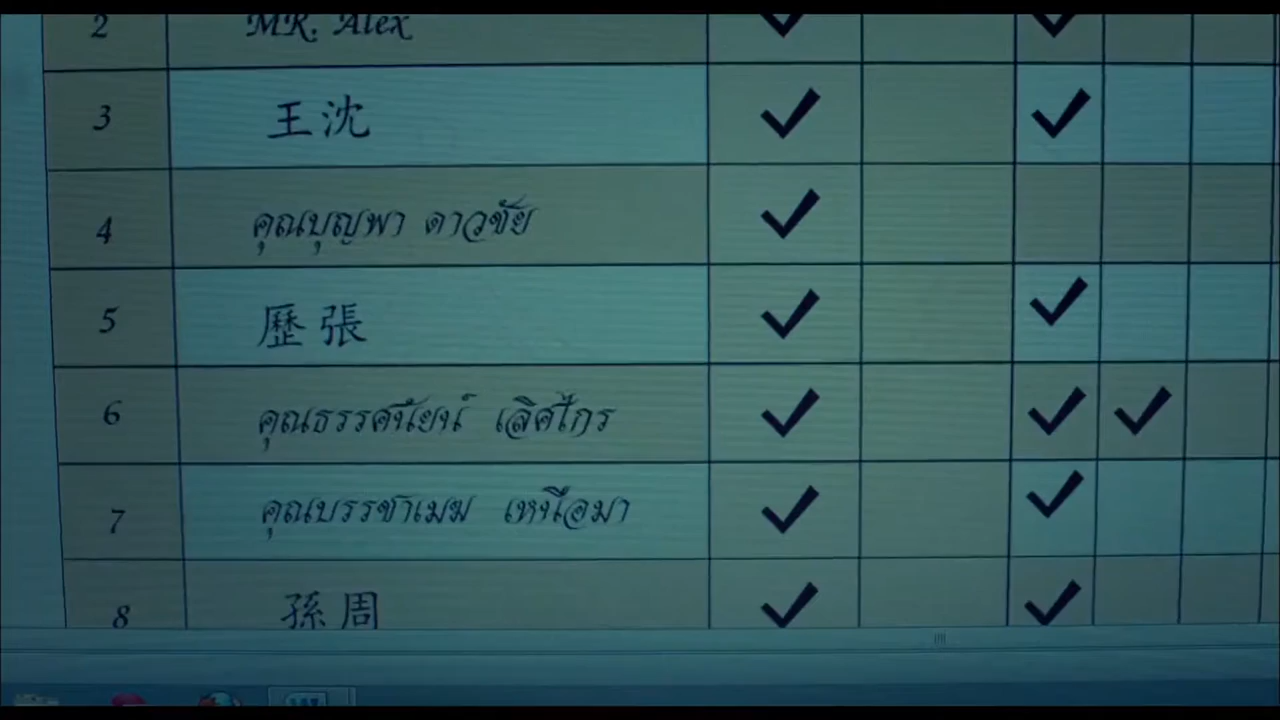 2 MR. Alex
3 王沈
4 คุณบุญพา ดาวชัย
5 歷張
6 คุณธรรศนัยน์ เลิศไกร
7 คุณบรรชาเมฆ เหนือมา
8 孫周